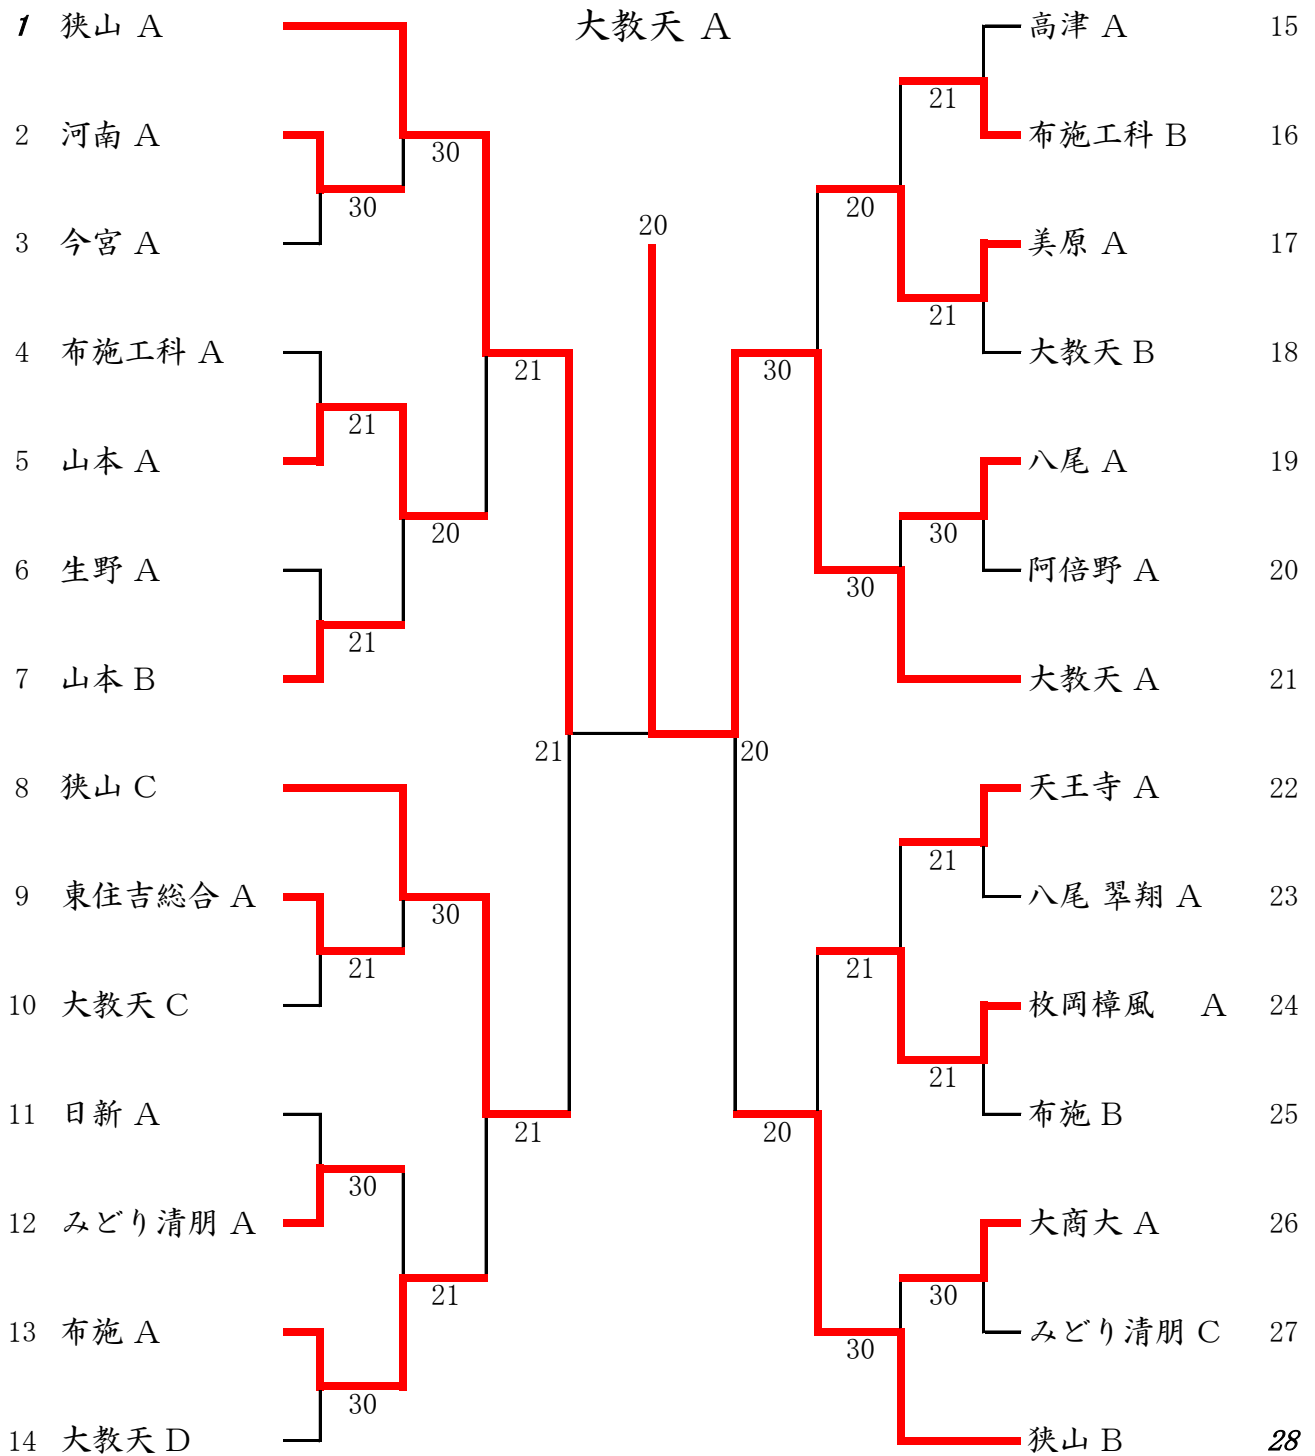 大教天 A
1 狭山 A
2 河南 A
3 今宮 A
4 布施工科 A
5 山本 A
6 生野 A
7 山本 B
8 狭山 C
9 東住吉総合 A
10 大教天 C
11 日新 A
12 みどり清朋 A
13 布施 A
14 大教天 D
30
30
21
21
20
21
30
21
21
30
21
30
21
21
20
20
21
20
21
30
30
30
21
21
21
20
30
30
高津 A 15
布施工科 B 16
美原 A 17
大教天 B 18
八尾 A 19
阿倍野 A 20
大教天 A 21
天王寺 A 22
八尾 翠翔 A 23
枚岡樟風 A 24
布施 B 25
大商大 A 26
みどり清朋 C 27
狭山 B 28